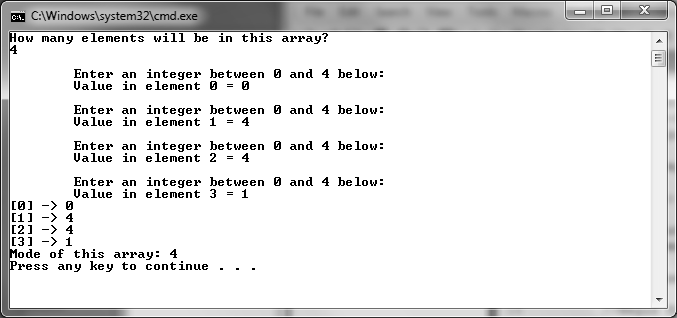 C:\Windows\system32\cmd.exe
How many elements will be in this array?
4
Enter an integer between 0 and 4 below:
Value in element 0 = 0
Enter an integer between 0 and 4 below:
Value in element 1 = 4
Enter an integer between 0 and 4 below:
Value in element 2 = 4
Enter an integer between 0 and 4 below:
Value in element 3 = 1
[0] -> 0
[1] -> 4
[2] -> 4
[3] -> 1
Mode of this array: 4
Press any key to continue . . .